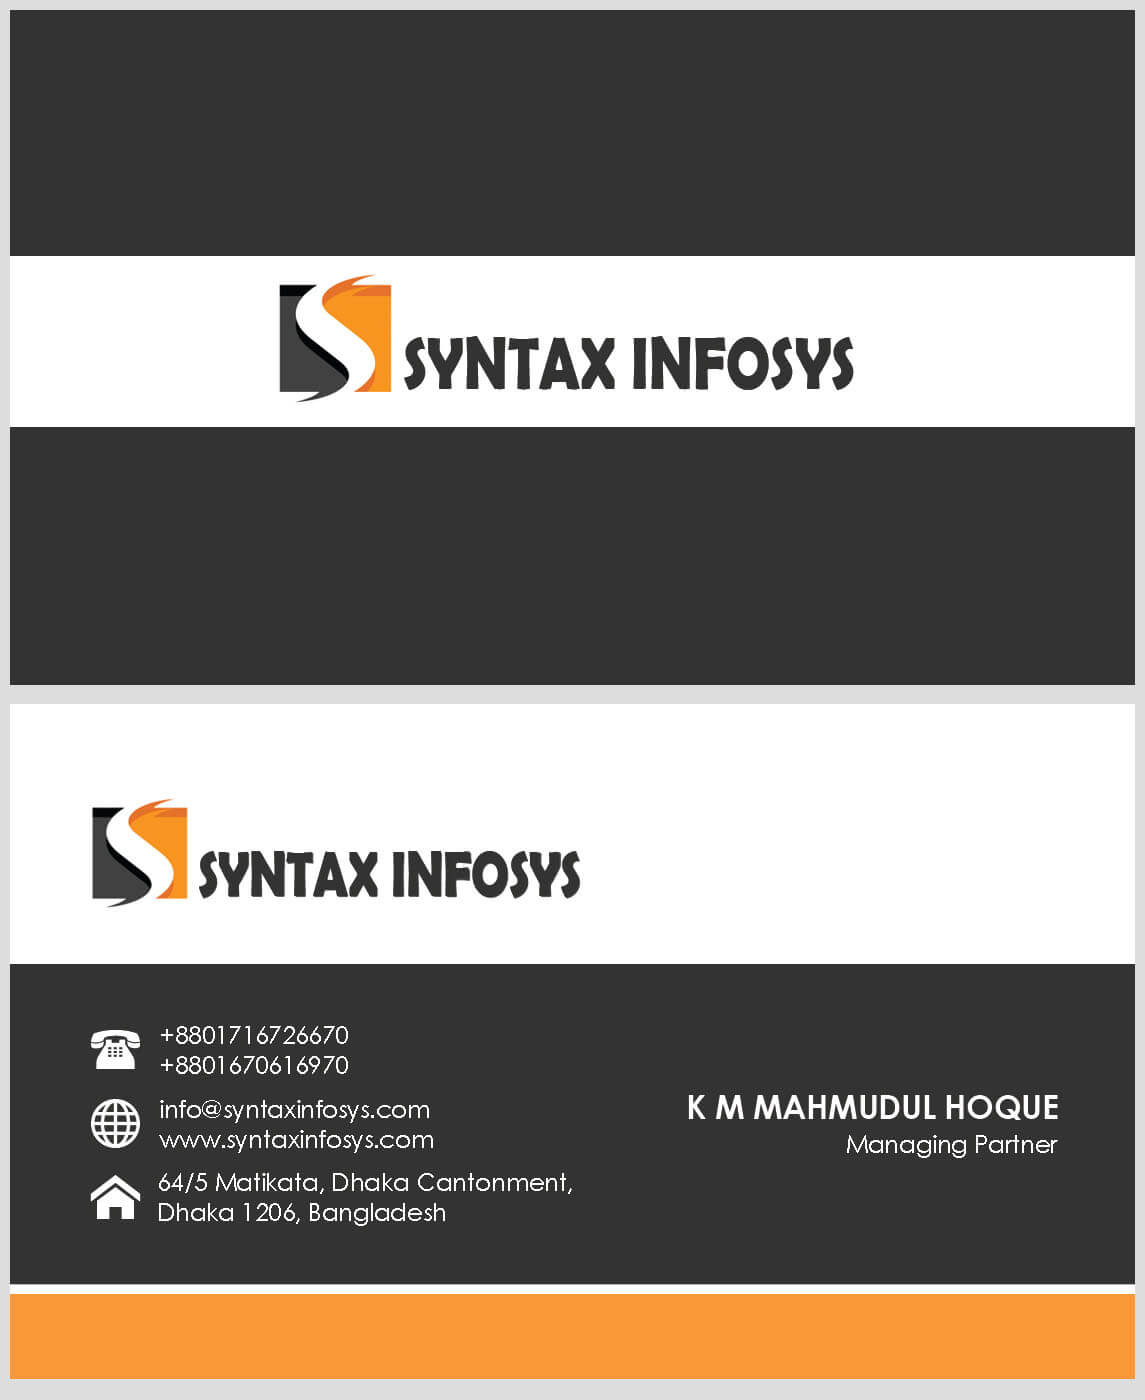 SYNTAX INFOSYS
SYNTAX INFOSYS
+8801716726670
+8801670616970
info@syntaxinfosys.com
www.syntaxinfosys.com
64/5 Matikata, Dhaka Cantonment,
Dhaka 1206, Bangladesh
K M MAHMUDUL HOQUE
Managing Partner